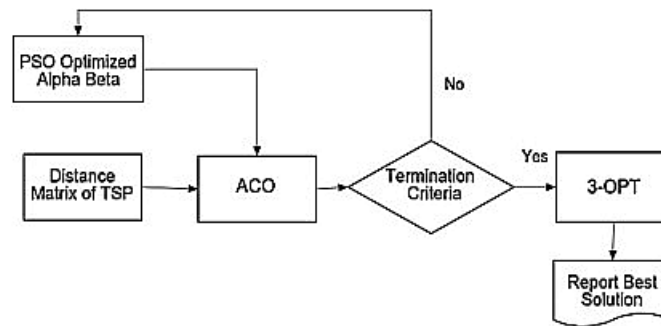 PSO Optimized
Alpha Beta
No
Distance
Matrix of TSP
ACO
Termination
Criteria
Yes
3-OPT
Report Best
Solution